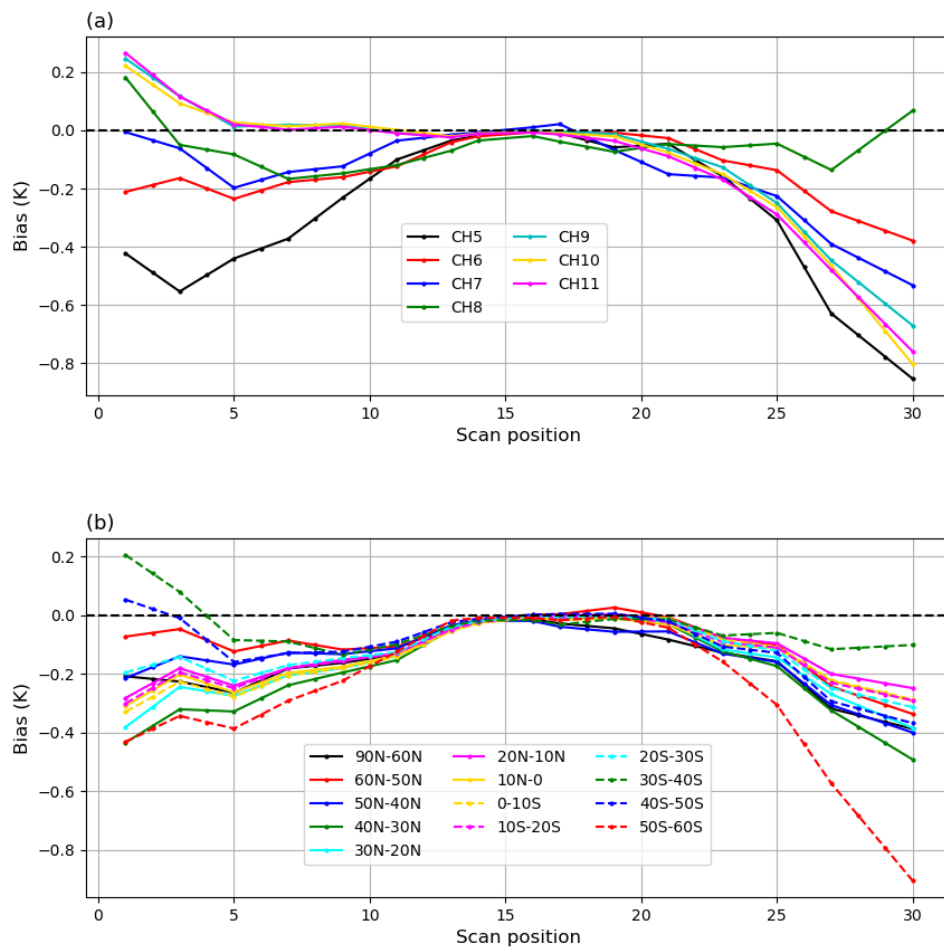 (a)
0.2
0.0
−0.2
−0.4
−0.6
−0.8
Bias (K)
CH5 CH9
CH6 CH10
CH7 CH11
CH8
0 5 10 15 20 25 30
Scan position
(b)
0.2
0.0
−0.2
−0.4
−0.6
−0.8
Bias (K)
90N-60N 20N-10N 20S-30S
60N-50N 10N-0 30S-40S
50N-40N 0-10S 40S-50S
40N-30N 10S-20S 50S-60S
30N-20N
0 5 10 15 20 25 30
Scan position